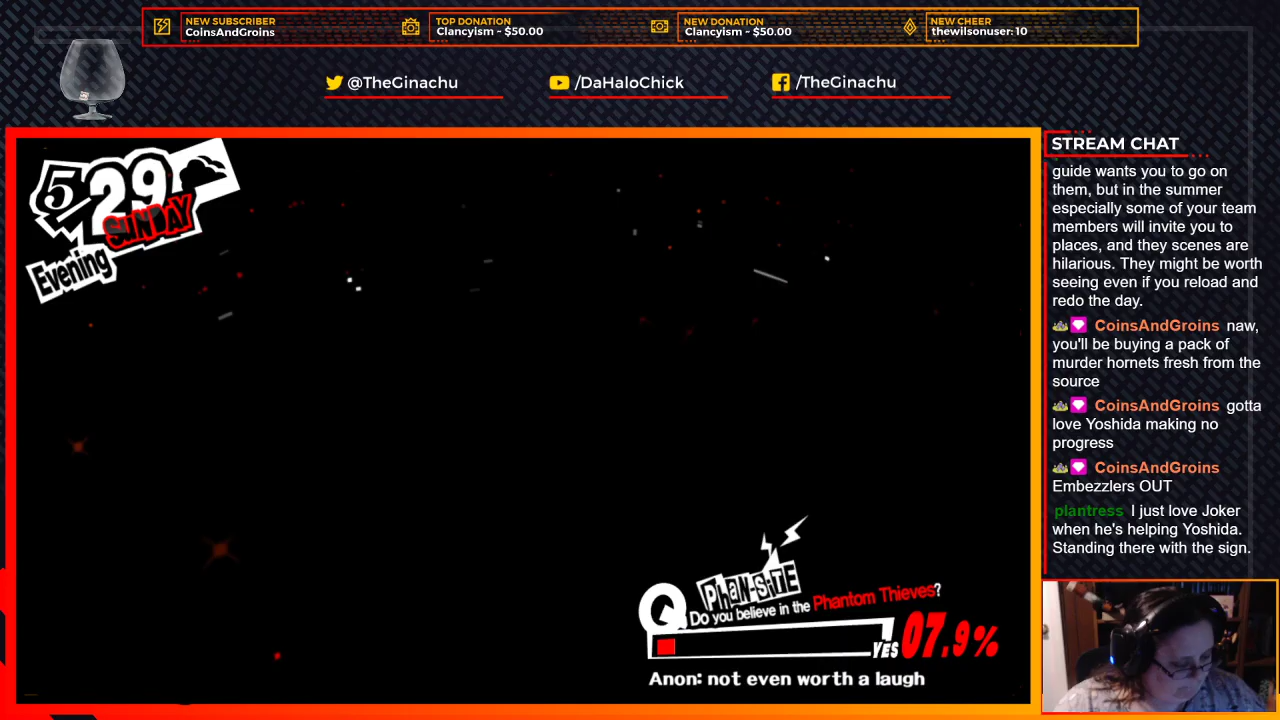 NEW SUBSCRIBER
CoinsAndGroins
TOP DONATION
Clancyism ~ $50.00
NEW DONATION
Clancyism ~ $50.00
NEW CHEER
thewilsonuser: 10
@TheGinachu
/DaHaloChick
/TheGinachu
5/29
SUNDAY
Evening
STREAM CHAT
guide wants you to go on
them, but in the summer
especially some of your team
members will invite you to
places, and they scenes are
hilarious. They might be worth
seeing even if you reload and
redo the day.
CoinsAndGroins naw,
you'll be buying a pack of
murder hornets fresh from the
source
CoinsAndGroins gotta
love Yoshida making no
progress
CoinsAndGroins
Embezzlers OUT
plantress I just love Joker
when he's helping Yoshida.
Standing there with the sign.
PHAN-SiTE
Q Do you believe in the Phantom Thieves?
YES 07.9%
Anon: not even worth a laugh